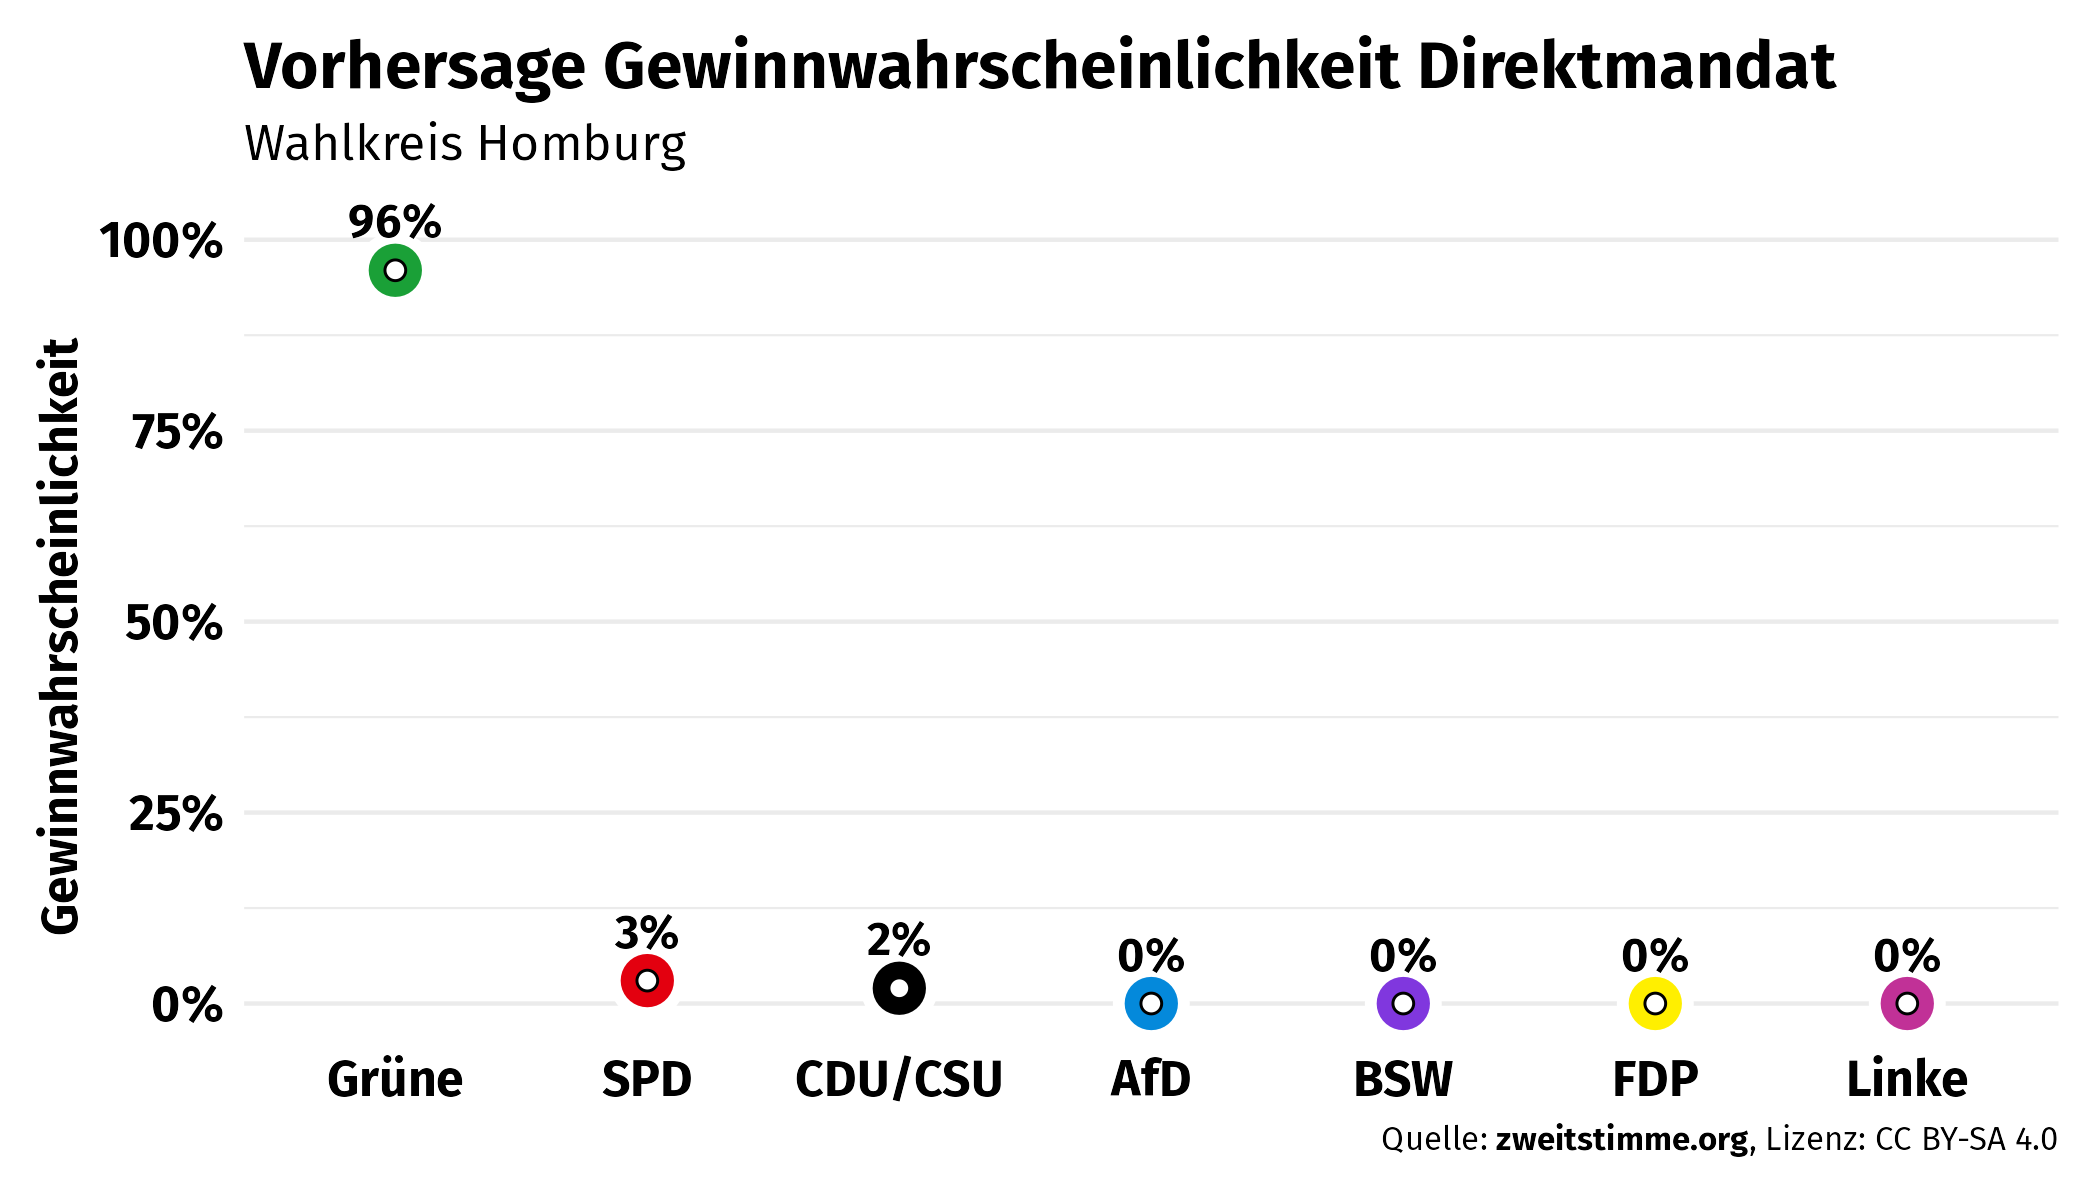 Vorhersage Gewinnwahrscheinlichkeit Direktmandat
Wahlkreis Homburg
Gewinnwahrscheinlichkeit
100%
75%
50%
25%
0%
96%
3%
2%
0%
0%
0%
0%
Grüne
SPD
CDU/CSU
AfD
BSW
FDP
Linke
Quelle: zweitstimme.org, Lizenz: CC BY-SA 4.0